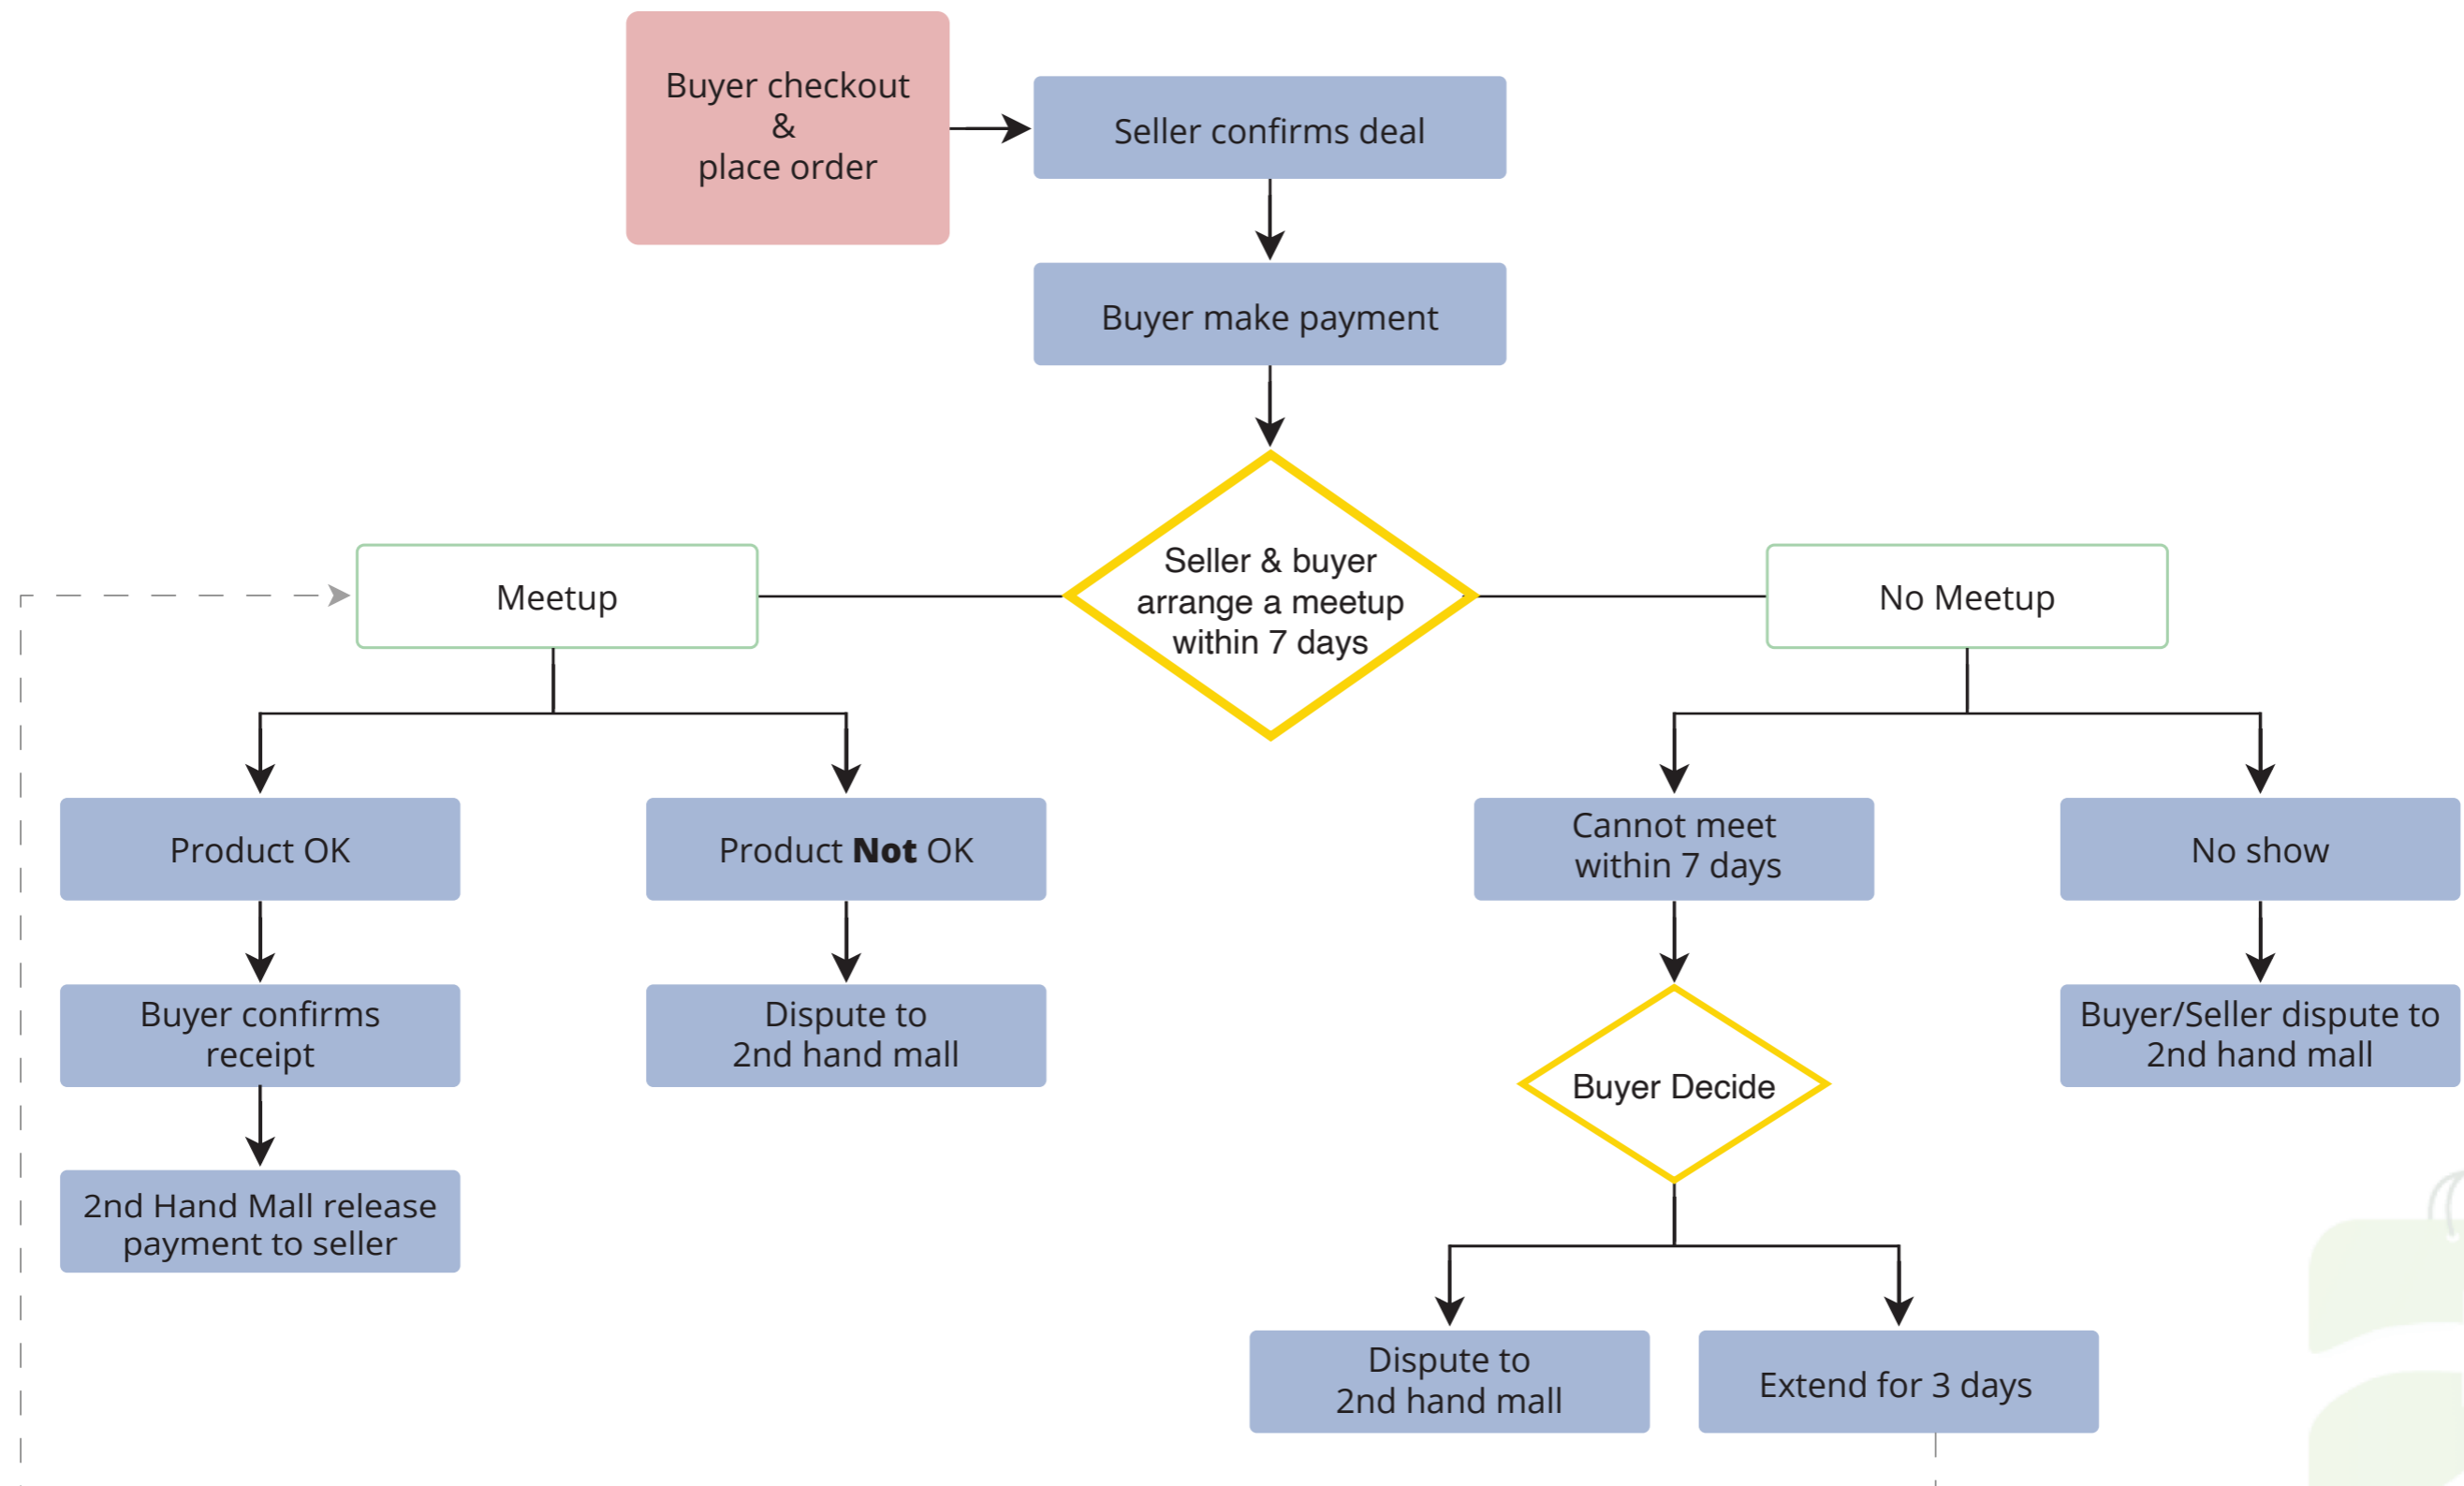 Buyer checkout
&
place order
Seller confirms deal
Buyer make payment
Seller & buyer
arrange a meetup
within 7 days
Meetup
No Meetup
Product OK
Product Not OK
Cannot meet
within 7 days
No show
Buyer confirms
receipt
Dispute to
2nd hand mall
Buyer Decide
Buyer/Seller dispute to
2nd hand mall
2nd Hand Mall release
payment to seller
Dispute to
2nd hand mall
Extend for 3 days